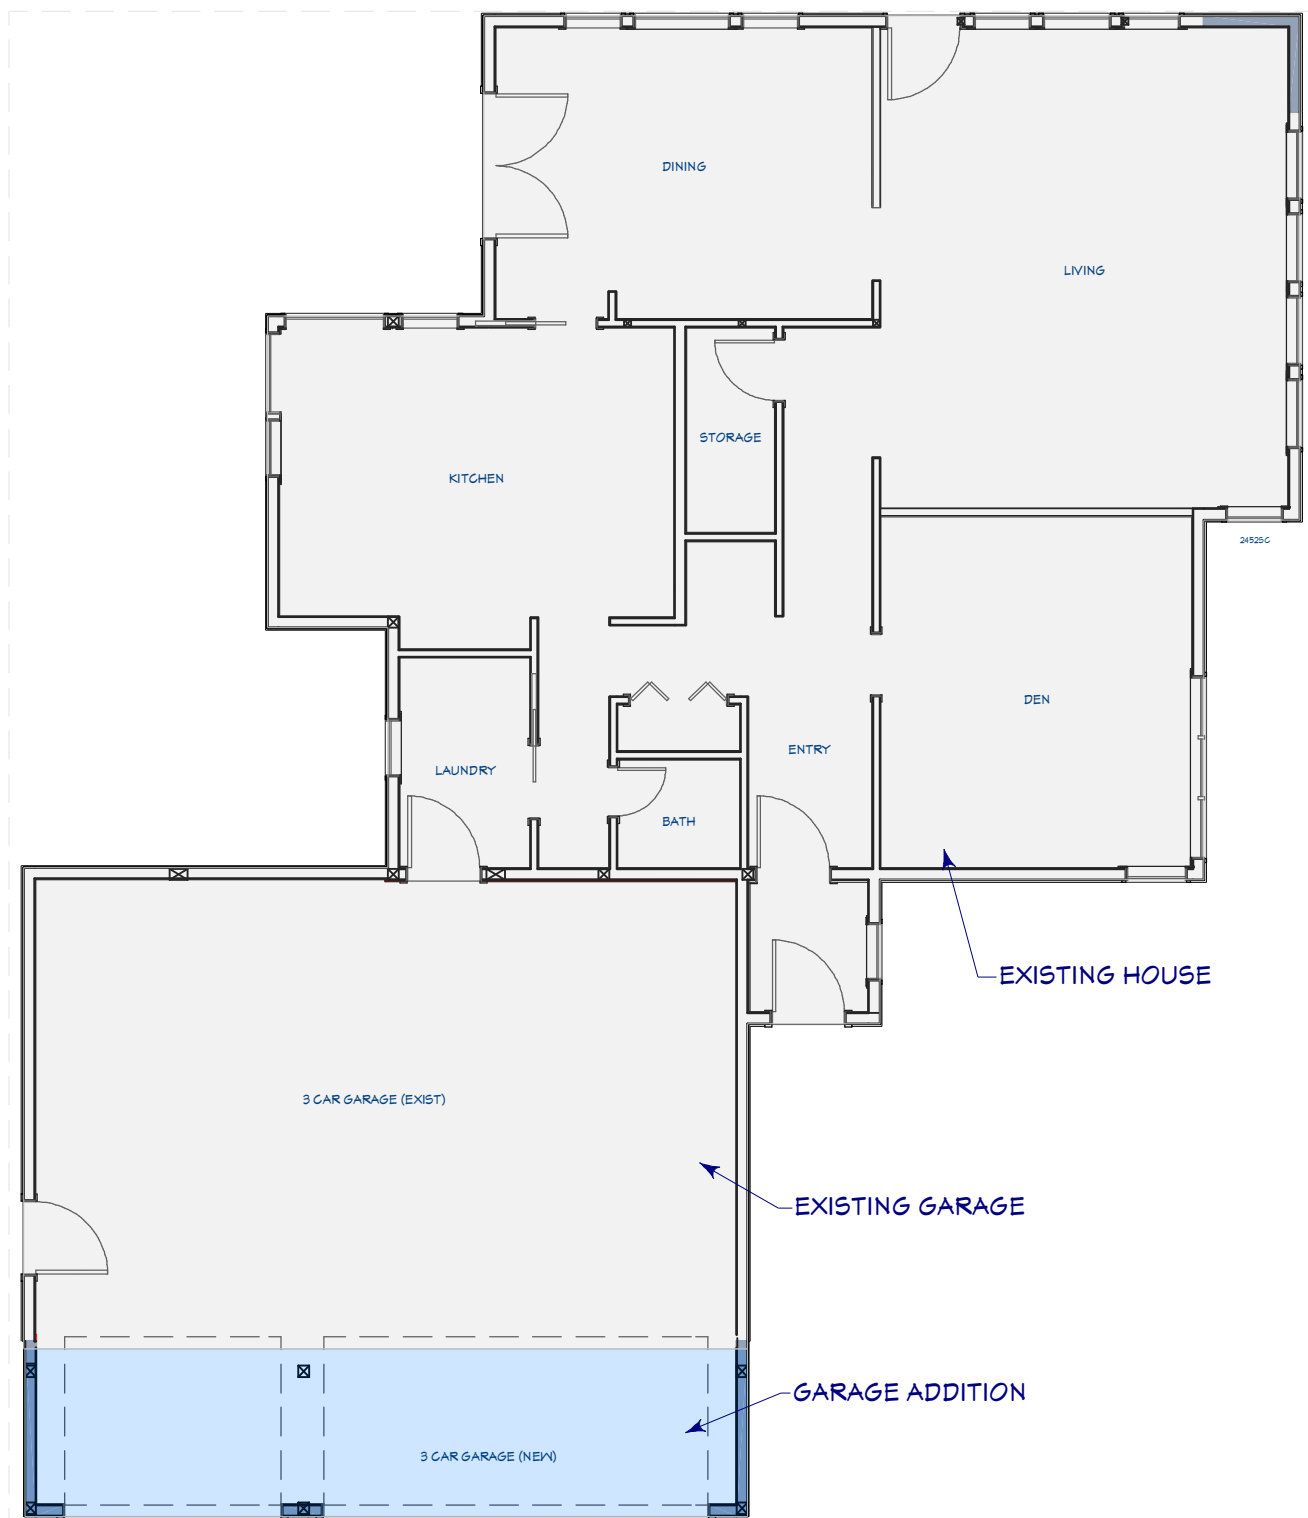 DINING
LIVING
STORAGE
KITCHEN
24525C
DEN
ENTRY
LAUNDRY
BATH
EXISTING HOUSE
3 CAR GARAGE (EXIST)
EXISTING GARAGE
GARAGE ADDITION
3 CAR GARAGE (NEW)